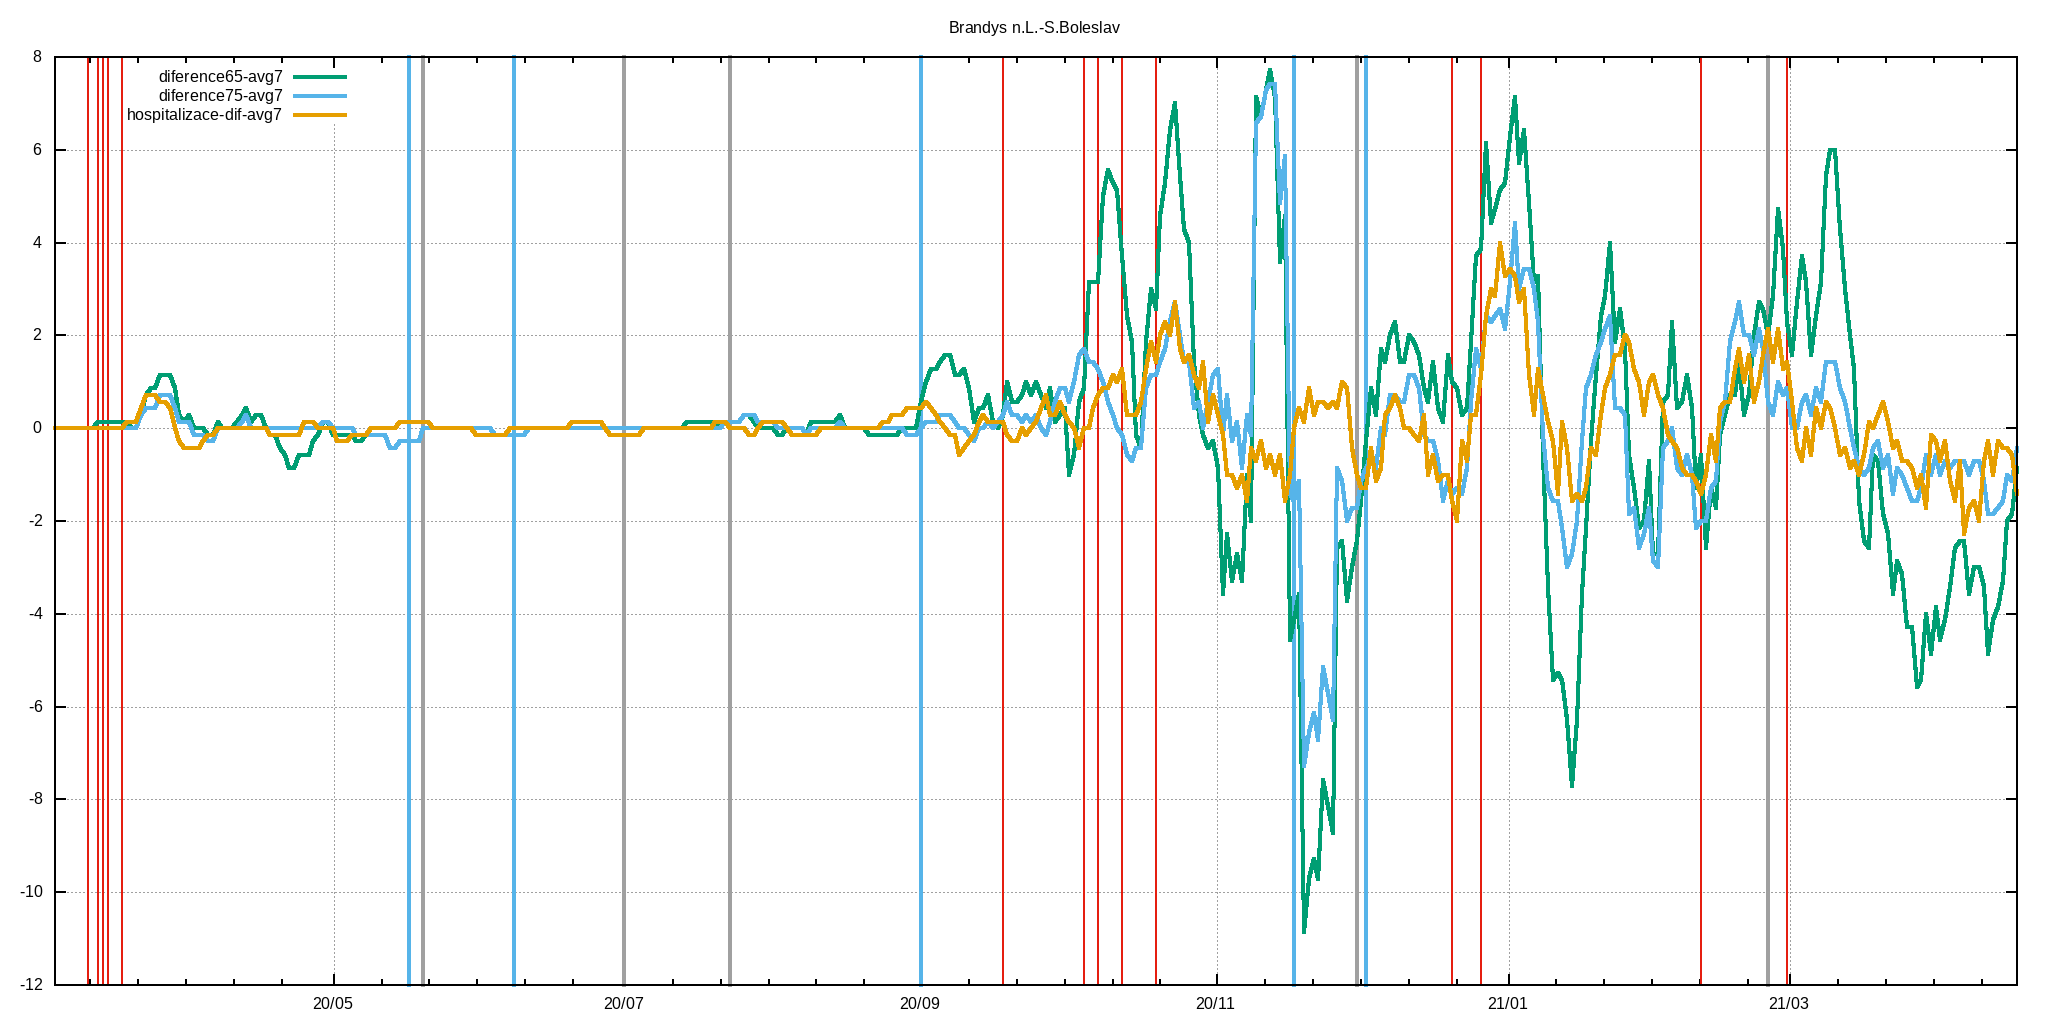 Brandys n.L.-S.Boleslav
diference65-avg7
diference75-avg7
hospitalizace-dif-avg7
8
6
4
2
0
-2
-4
-6
-8
-10
-12
20/05 20/07 20/09 20/11 21/01 21/03